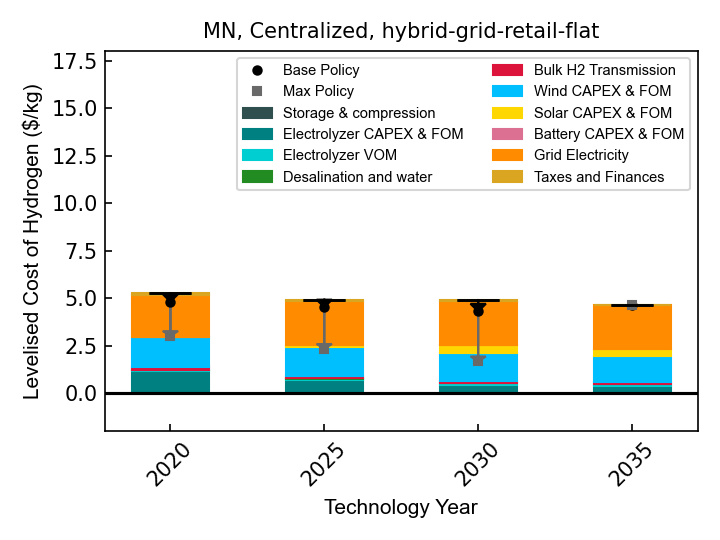 MN, Centralized, hybrid-grid-retail-flat
Levelised Cost of Hydrogen ($/kg)
17.5
15.0
12.5
10.0
7.5
5.0
2.5
0.0
Base Policy
Max Policy
Storage & compression
Electrolyzer CAPEX & FOM
Electrolyzer VOM
Desalination and water
Bulk H2 Transmission
Wind CAPEX & FOM
Solar CAPEX & FOM
Battery CAPEX & FOM
Grid Electricity
Taxes and Finances
2020
2025
2030
2035
Technology Year